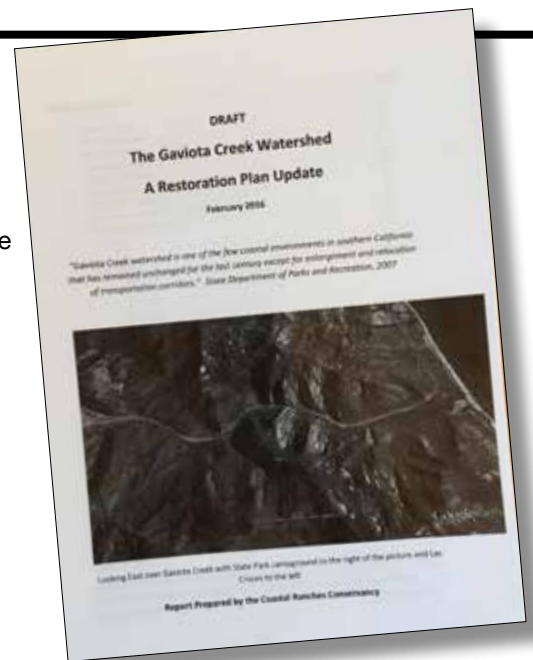 e
DRAFT
The Gaviota Creek Watershed
A Restoration Plan Update
February 2016
"Gaviota Creek watershed is one of the few coastal environments in southern California
that has remained unchanged for the last century except for enlargement and relocation
of transportation corridors." State Department of Parks and Recreation, 2007
Looking East over Gaviota Creek with State Park campground to the right of the picture and Las
Cruces to the left
Report Prepared by the Coastal Ranches Conservancy